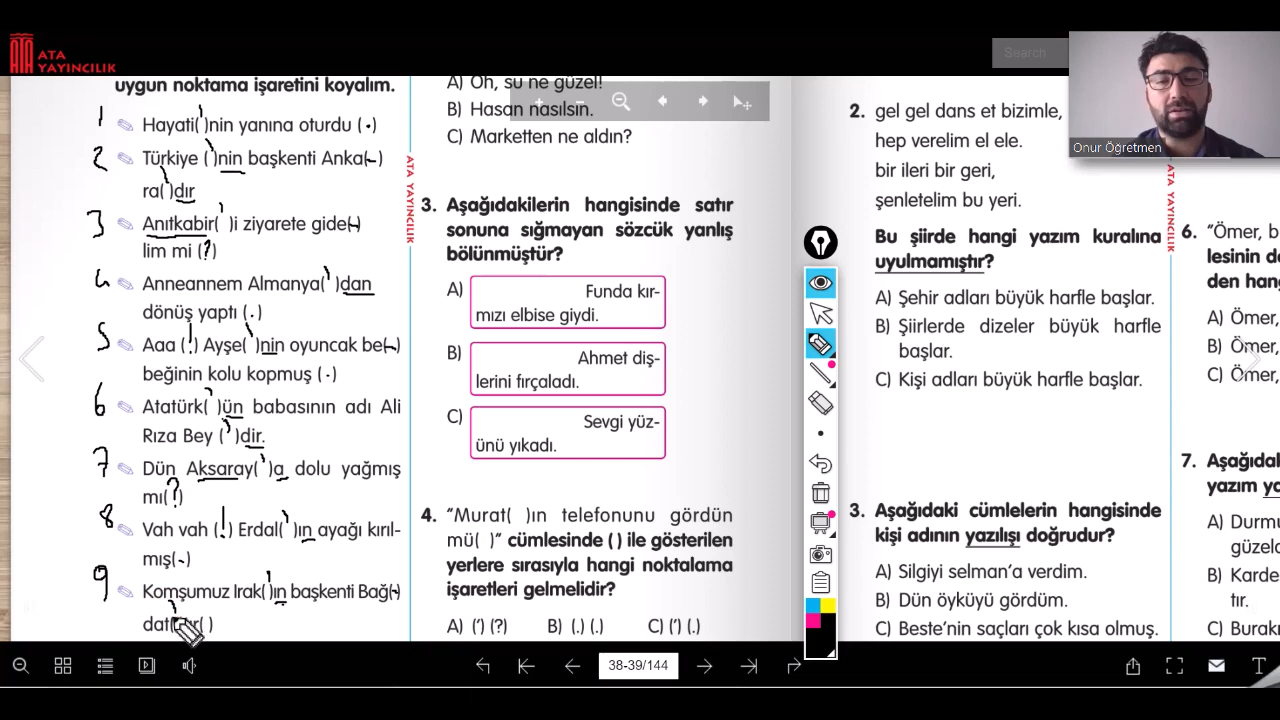 ATA
YAYINCILIK
Search
Onur Öğretmen
uygun noktama işaretini koyalım.
1 Hayati(')nin yanına oturdu (.)
2 Türkiye (')nin başkenti Anka(-)
ra(')dır
3 Anıtkabir(')i ziyarete gide(-)
lim mi (?)
4 Anneannem Almanya(')dan
dönüş yaptı (.)
5 Aaa (!) Ayşe(')nin oyuncak be(-)
beğinin kolu kopmuş (.)
6 Atatürk(')ün babasının adı Ali
Rıza Bey (')dir.
7 Dün Aksaray(')a dolu yağmış
mı(?)
8 Vah vah (!) Erdal(')ın ayağı kırıl-
mış(.)
9 Komşumuz Irak(')ın başkenti Bağ(-)
ATA YAYINCILIK
A) Oh, su ne güzel!
B) Hasan nasılsın.
C) Marketten ne aldın?
3. Aşağıdakilerin hangisinde satır
sonuna sığmayan sözcük yanlış
bölünmüştür?
A) Funda kır-
mızı elbise giydi.
B) Ahmet diş-
lerini fırçaladı.
C) Sevgi yüz-
ünü yıkadı.
4. "Murat( )ın telefonunu gördün
mü( )" cümlesinde ( ) ile gösterilen
yerlere sırasıyla hangi noktalama
işaretleri gelmelidir?
A) (') (?) B) (.) (.) C) (') (.)
2. gel gel dans et bizimle,
hep verelim el ele.
bir ileri bir geri,
şenletelim bu yeri.
Bu şiirde hangi yazım kuralına
uyulmamıştır?
A) Şehir adları büyük harfle başlar.
B) Şiirlerde dizeler büyük harfle
başlar.
C) Kişi adları büyük harfle başlar.
3. Aşağıdaki cümlelerin hangisinde
kişi adının yazılışı doğrudur?
A) Silgiyi selman'a verdim.
B) Dün öyküyü gördüm.
C) Beste'nin saçları çok kısa olmuş.
ATA YAYINCILIK
6. "Ömer, b
lesinin de
den hang
A) Ömer,
B) Ömer,
C) Ömer,
7. Aşağıdak
yazım ya
A) Durmu
güzeld
B) Karde
tır.
C) Burakı
38-39/144